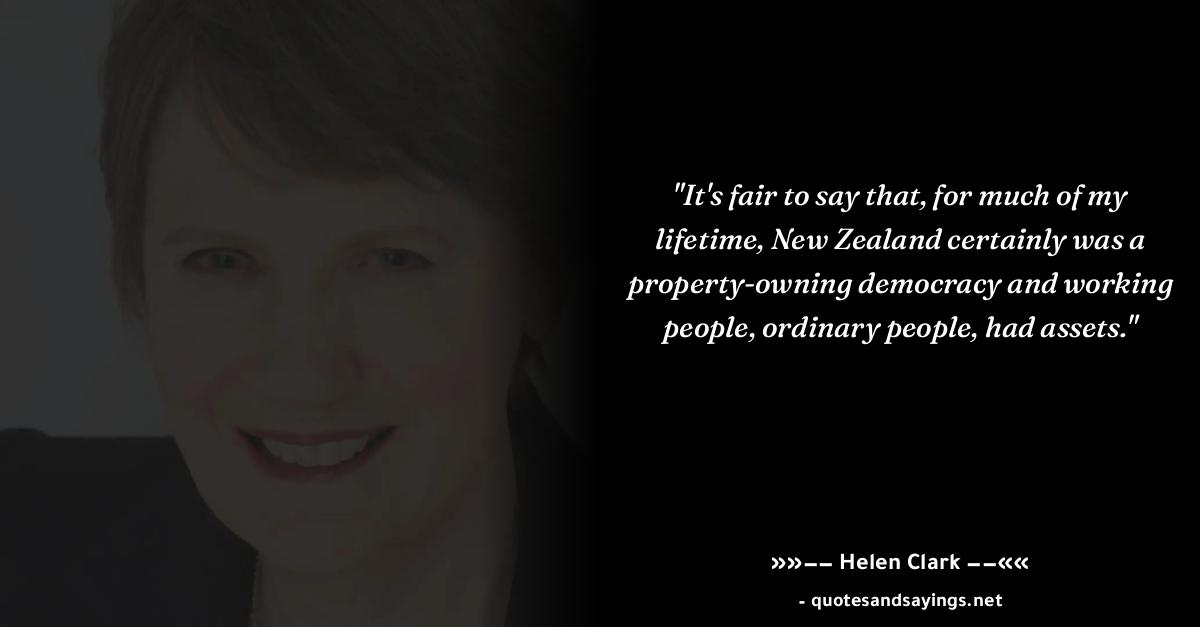 "It's fair to say that, for much of my
lifetime, New Zealand certainly was a
property-owning democracy and working
people, ordinary people, had assets."
»»−− Helen Clark −−««
- quotesandsayings.net